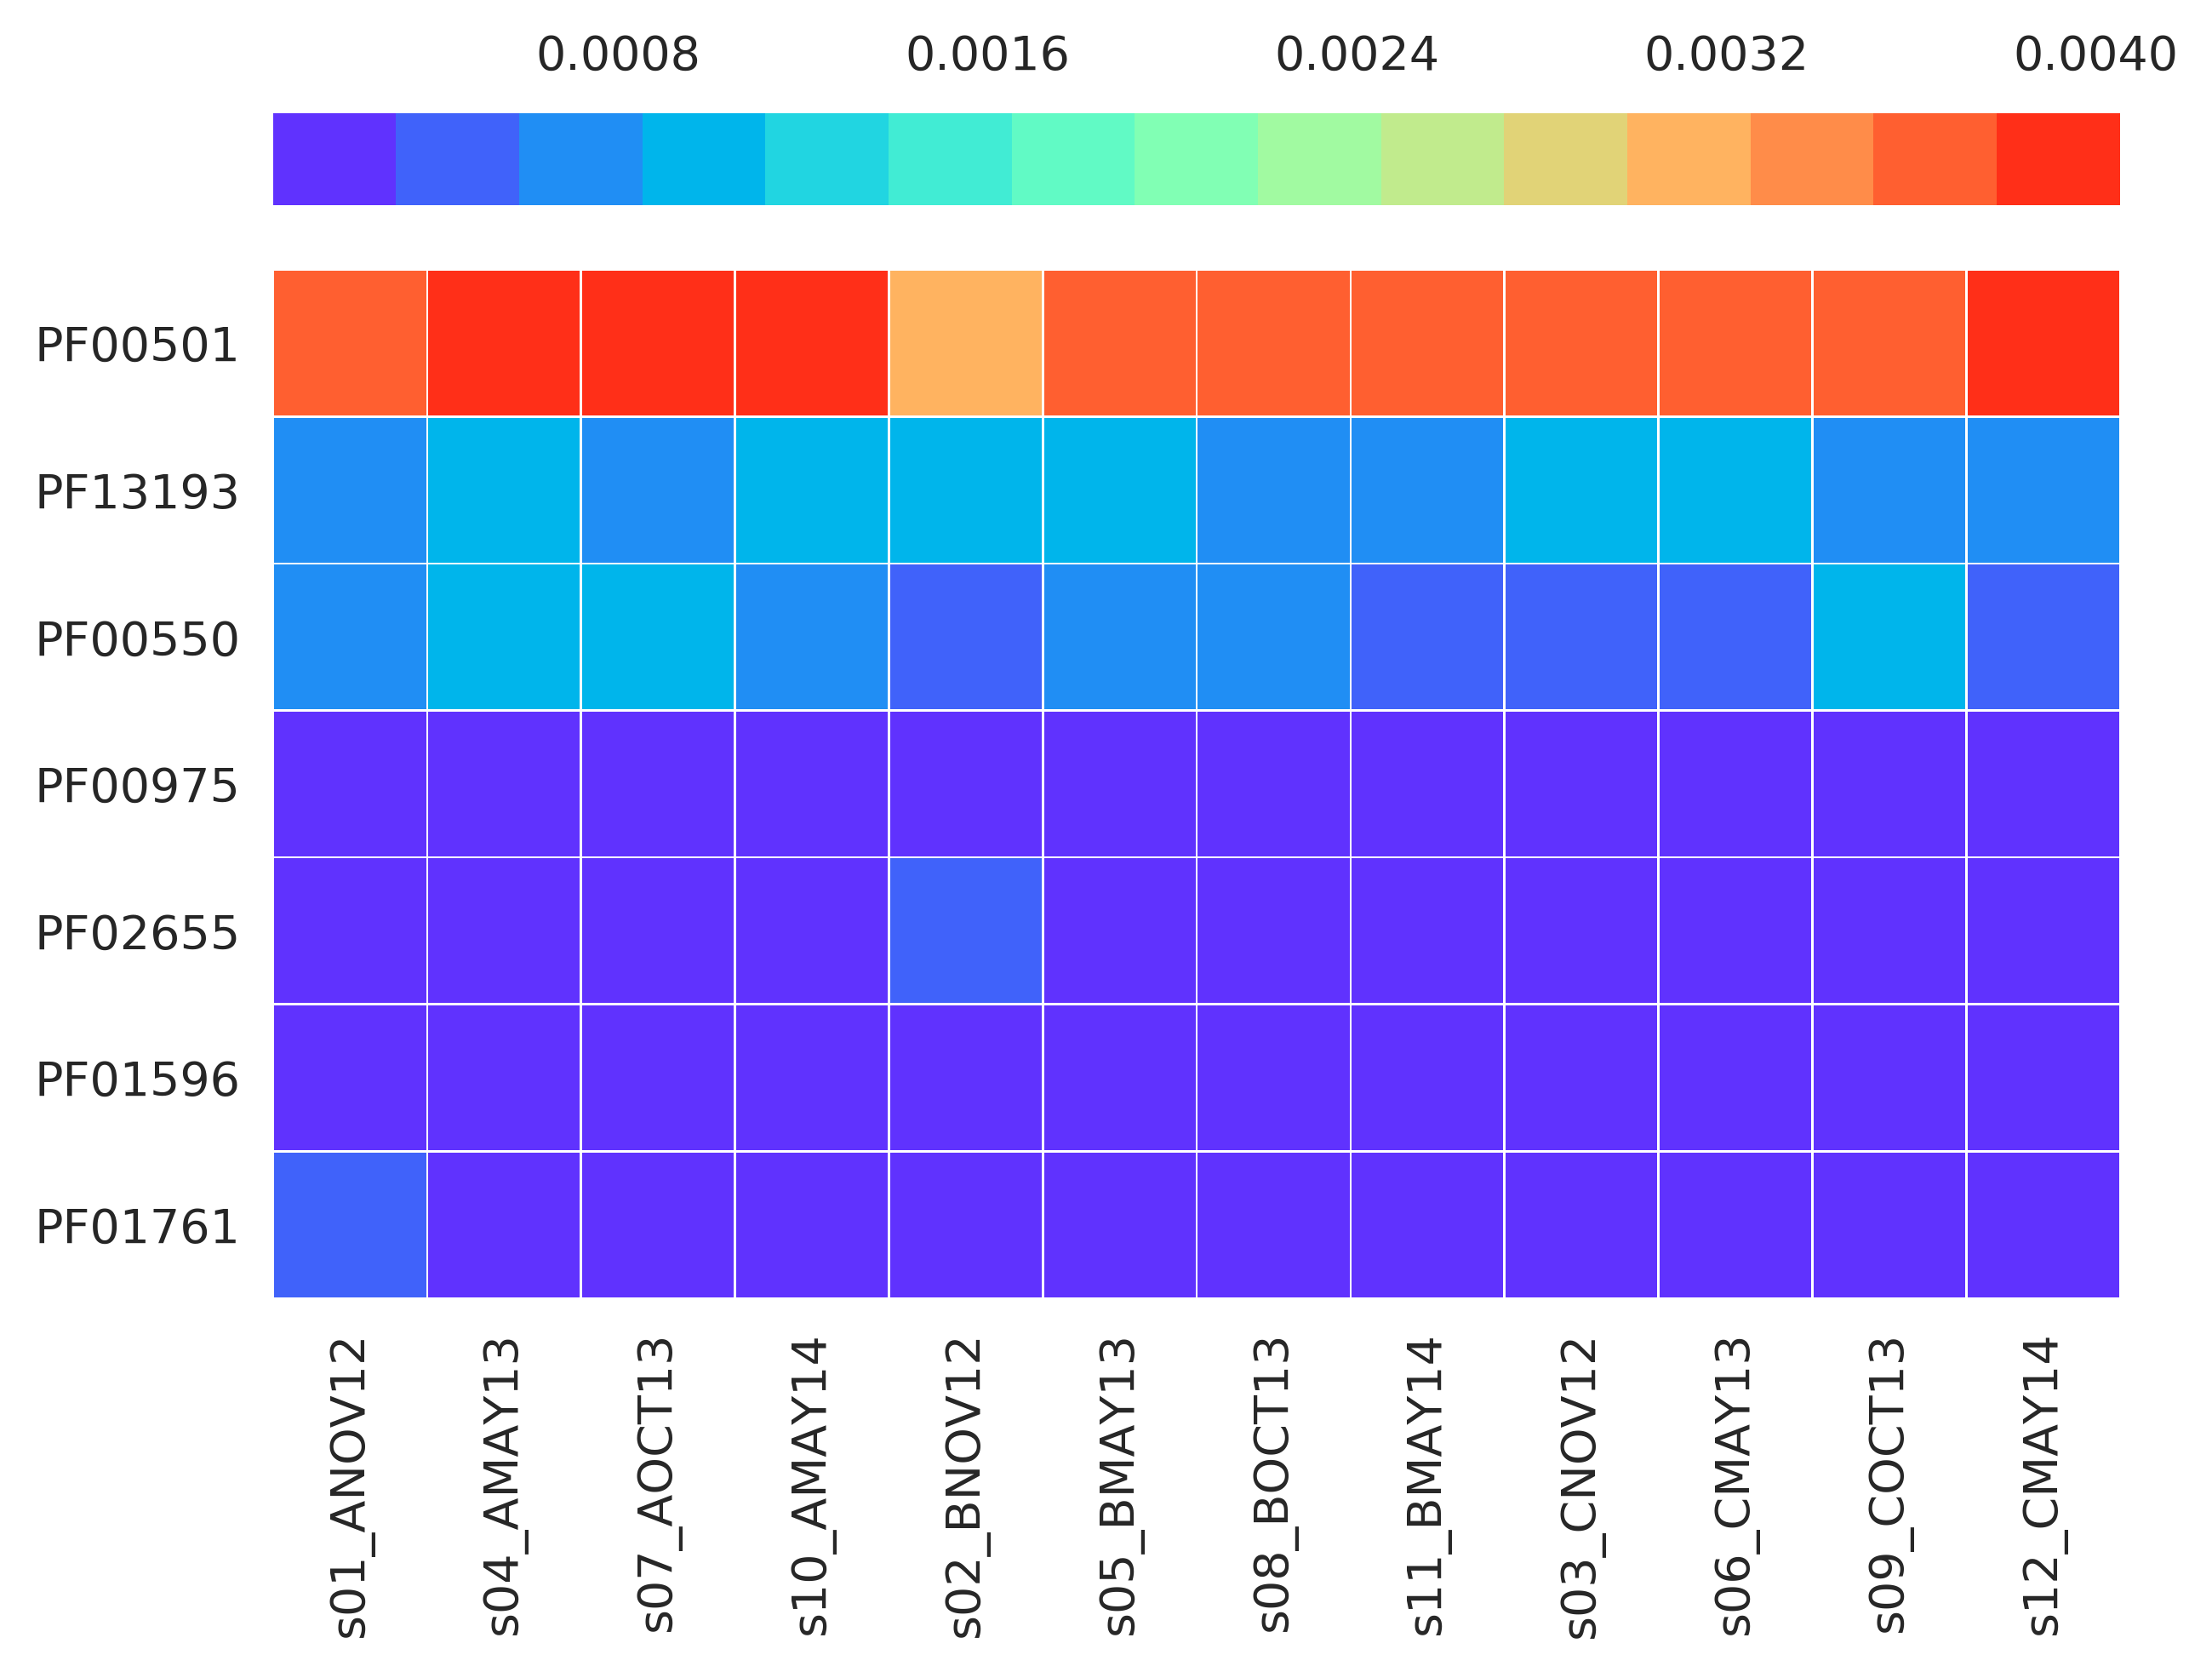 0.0008 0.0016 0.0024 0.0032 0.0040
PF00501
PF13193
PF00550
PF00975
PF02655
PF01596
PF01761
s01_ANOV12
s04_AMAY13
s07_AOCT13
s10_AMAY14
s02_BNOV12
s05_BMAY13
s08_BOCT13
s11_BMAY14
s03_CNOV12
s06_CMAY13
s09_COCT13
s12_CMAY14